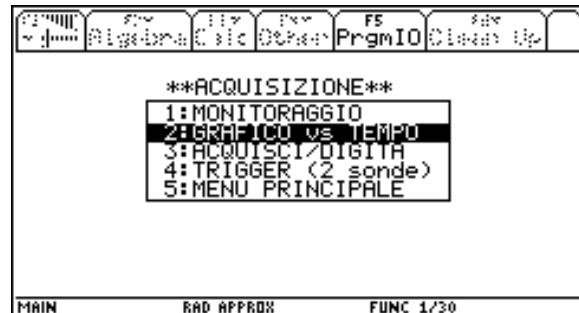 F5
Algebra Calc Other PrgmIO Clean Up
**ACQUISIZIONE**
1:MONITORAGGIO
2:GRAFICO vs TEMPO
3:ACQUISCI/DIGITA
4:TRIGGER (2 sonde)
5:MENU PRINCIPALE
MAIN RAD APPROX FUNC 1/30